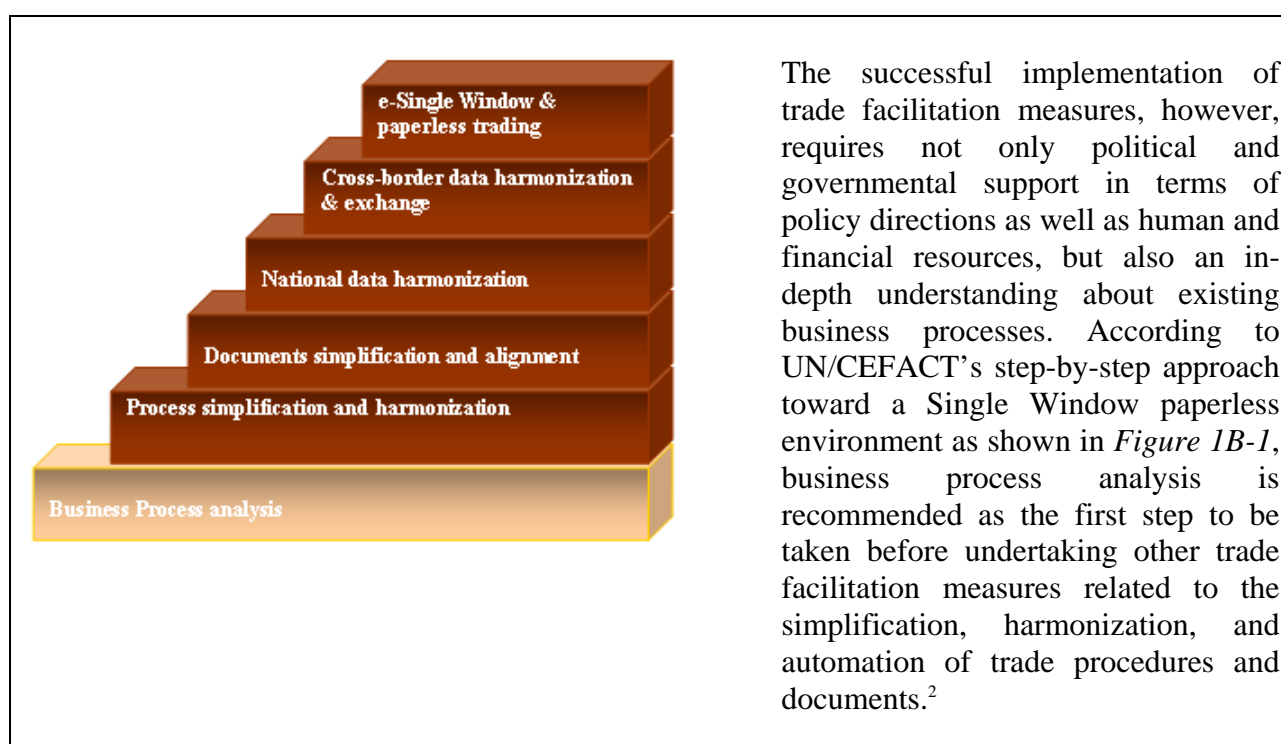 e-Single Window &
paperless trading
Cross-border data harmonization
& exchange
National data harmonization
Documents simplification and alignment
Process simplification and harmonization
Business Process analysis
The successful implementation of
trade facilitation measures, however,
requires not only political and
governmental support in terms of
policy directions as well as human and
financial resources, but also an in-
depth understanding about existing
business processes. According to
UN/CEFACT’s step-by-step approach
toward a Single Window paperless
environment as shown in Figure 1B-1,
business process analysis is
recommended as the first step to be
taken before undertaking other trade
facilitation measures related to the
simplification, harmonization, and
automation of trade procedures and
documents.2